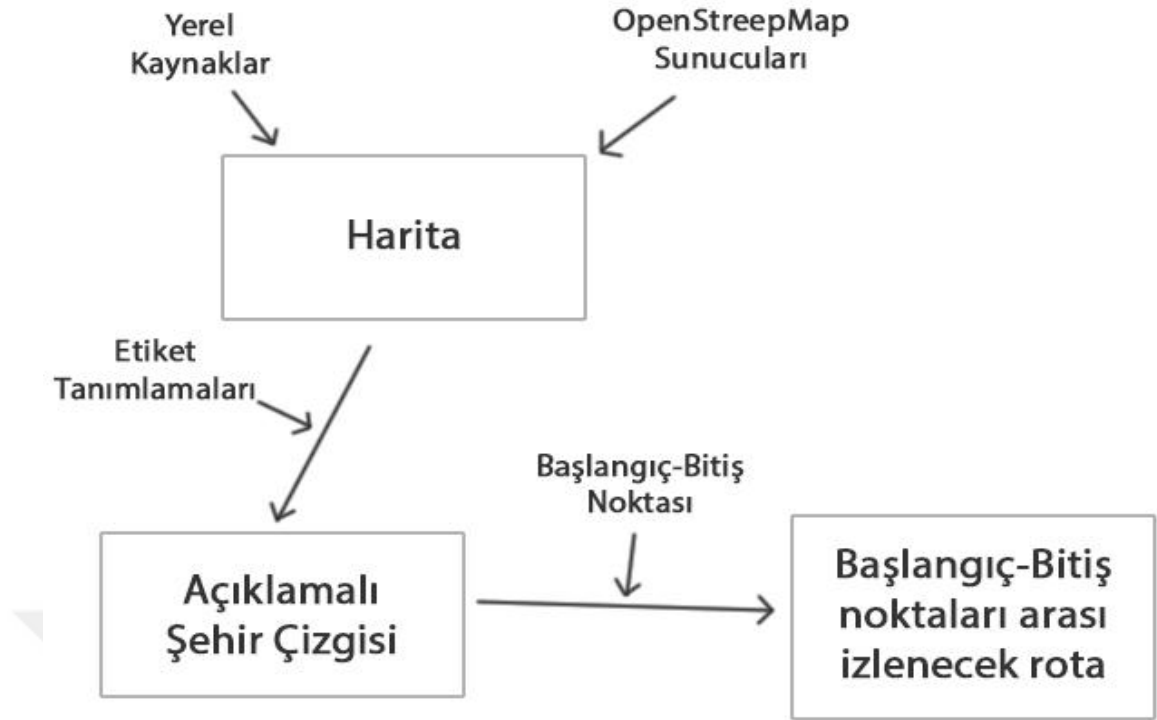 Yerel
Kaynaklar
OpenStreepMap
Sunucuları
Harita
Etiket
Tanımlamaları
Başlangıç-Bitiş
Noktası
Açıklamalı
Şehir Çizgisi
Başlangıç-Bitiş
noktaları arası
izlenecek rota